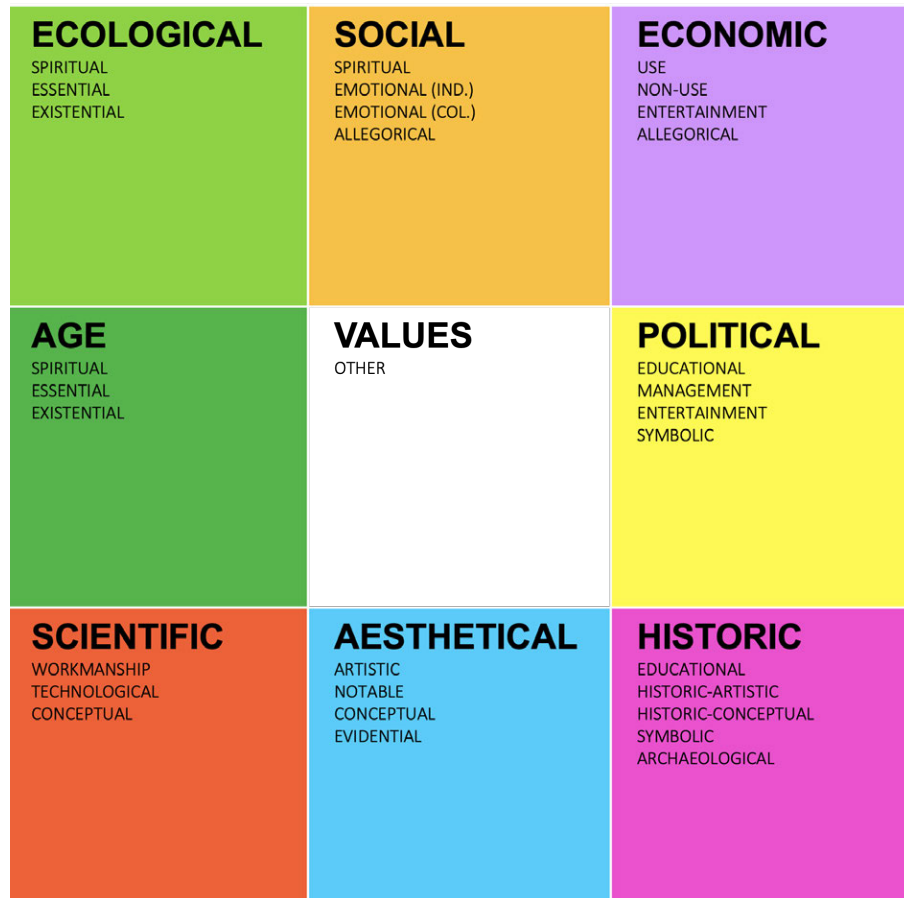 ECOLOGICAL
SPIRITUAL
ESSENTIAL
EXISTENTIAL
SOCIAL
SPIRITUAL
EMOTIONAL (IND.)
EMOTIONAL (COL.)
ALLEGORICAL
ECONOMIC
USE
NON-USE
ENTERTAINMENT
ALLEGORICAL
AGE
SPIRITUAL
ESSENTIAL
EXISTENTIAL
VALUES
OTHER
POLITICAL
EDUCATIONAL
MANAGEMENT
ENTERTAINMENT
SYMBOLIC
SCIENTIFIC
WORKMANSHIP
TECHNOLOGICAL
CONCEPTUAL
AESTHETICAL
ARTISTIC
NOTABLE
CONCEPTUAL
EVIDENTIAL
HISTORIC
EDUCATIONAL
HISTORIC-ARTISTIC
HISTORIC-CONCEPTUAL
SYMBOLIC
ARCHAEOLOGICAL